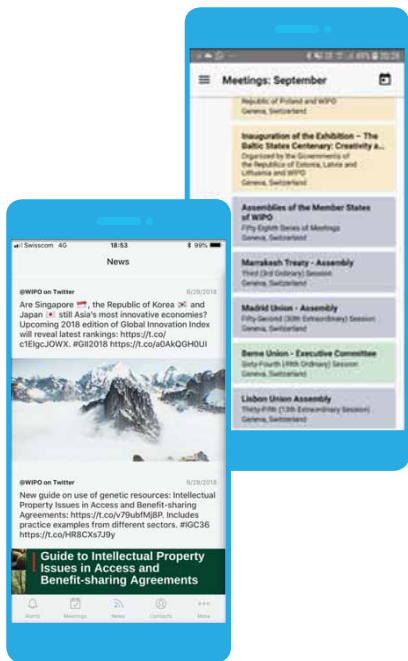 Meetings: September
Republic of Poland and WIPO
Geneva, Switzerland
Inauguration of the Exhibition – The
Baltic States Centenary: Creativity a...
Organized by the Governments of
the Republics of Estonia, Latvia and
Lithuania and WIPO
Geneva, Switzerland
Assemblies of the Member States
of WIPO
Fifty-Eighth Series of Meetings
Geneva, Switzerland
Marrakesh Treaty - Assembly
Third (3rd Ordinary) Session
Geneva, Switzerland
Madrid Union - Assembly
Fifty-Second (30th Extraordinary) Session
Geneva, Switzerland
Berne Union - Executive Committee
Sixty-Fourth (49th Ordinary) Session
Geneva, Switzerland
Lisbon Union Assembly
Thirty-Fifth (13th Extraordinary) Session
Geneva, Switzerland
Swisscom 4G 18:53 99%
News
@WIPO on Twitter 6/29/2018
Are Singapore 🇸🇬, the Republic of Korea 🇰🇷 and
Japan 🇯🇵 still Asia's most innovative economies?
Upcoming 2018 edition of Global Innovation Index
will reveal latest rankings: https://t.co/
c1ElgcJOWX. #GII2018 https://t.co/a0AkQGH0UI
@WIPO on Twitter 6/29/2018
New guide on use of genetic resources: Intellectual
Property Issues in Access and Benefit-sharing
Agreements: https://t.co/v79ubfMj8P. Includes
practice examples from different sectors. #IGC36
https://t.co/HR8CXs7J9y
Guide to Intellectual Property
Issues in Access and
Benefit-sharing Agreements
Alerts Meetings News Contacts More